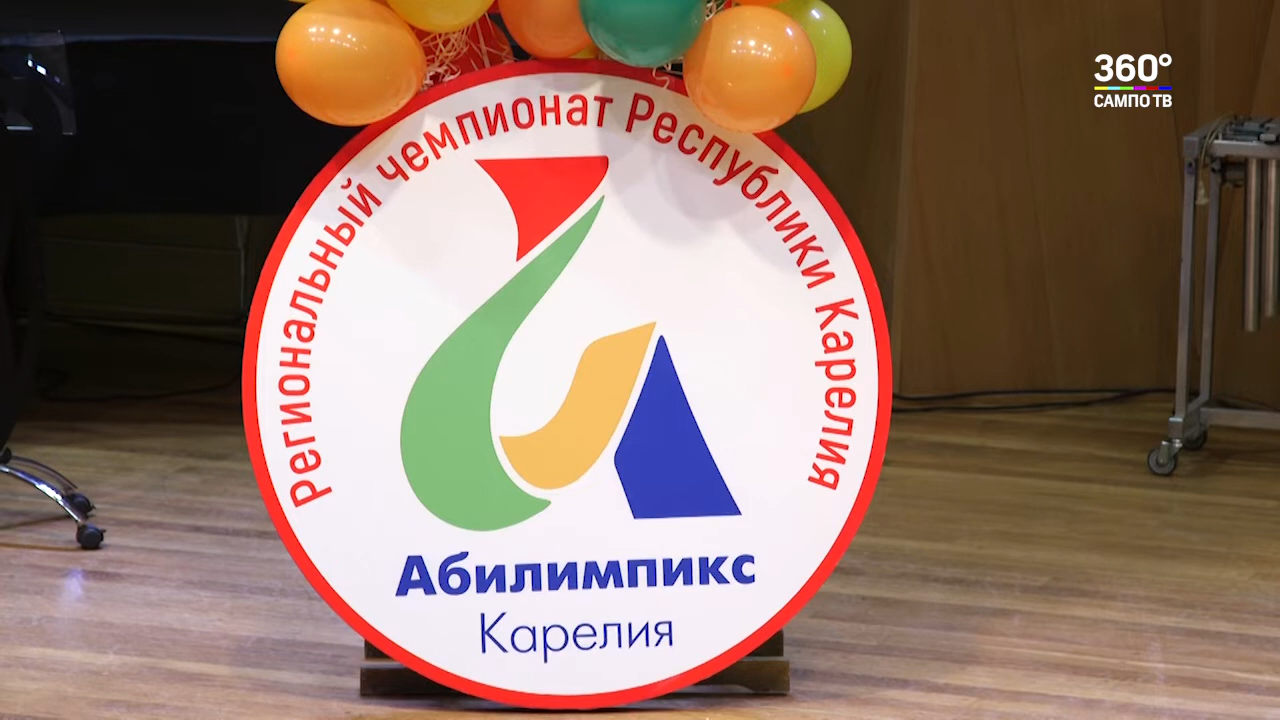 360°
САМПО ТВ
Региональный чемпионат Республики Карелия
Абилимпикс
Карелия